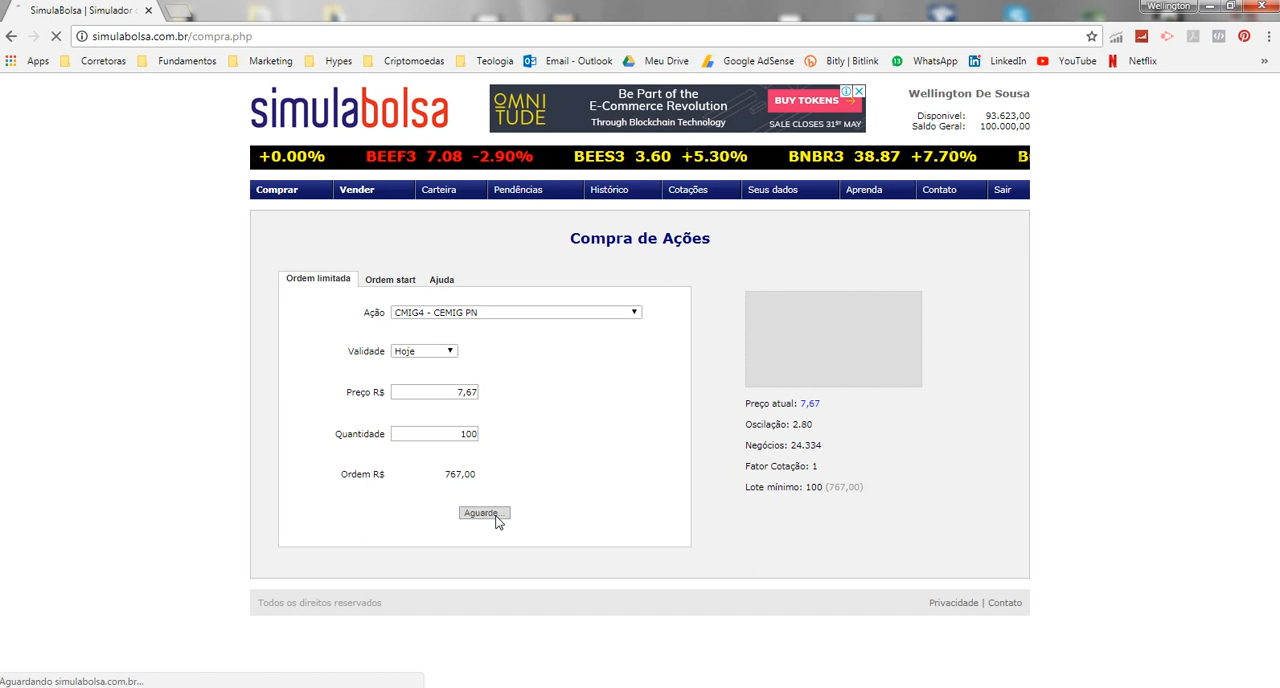 SimulaBolsa | Simulador
Wellington
simulabolsa.com.br/compra.php
Apps Corretoras Fundamentos Marketing Hypes Criptomoedas Teologia Email - Outlook Meu Drive Google AdSense Bitly | Bitlink WhatsApp LinkedIn YouTube Netflix »
simulabolsa
OMNI
TUDE
Be Part of the
E-Commerce Revolution
Through Blockchain Technology
BUY TOKENS →
SALE CLOSES 31ST MAY
Wellington De Sousa
Disponivel: 93.623,00
Saldo Geral: 100.000,00
+0.00% BEEF3 7.08 -2.90% BEES3 3.60 +5.30% BNBR3 38.87 +7.70%
Comprar Vender Carteira Pendências Histórico Cotações Seus dados Aprenda Contato Sair
Compra de Ações
Ordem limitada Ordem start Ajuda
Ação CMIG4 - CEMIG PN
Validade Hoje
Preço R$ 7,67
Quantidade 100
Ordem R$ 767,00
Aguarde...
Preço atual: 7,67
Oscilação: 2.80
Negócios: 24.334
Fator Cotação: 1
Lote mínimo: 100 (767,00)
Todos os direitos reservados
Privacidade | Contato
Aguardando simulabolsa.com.br...